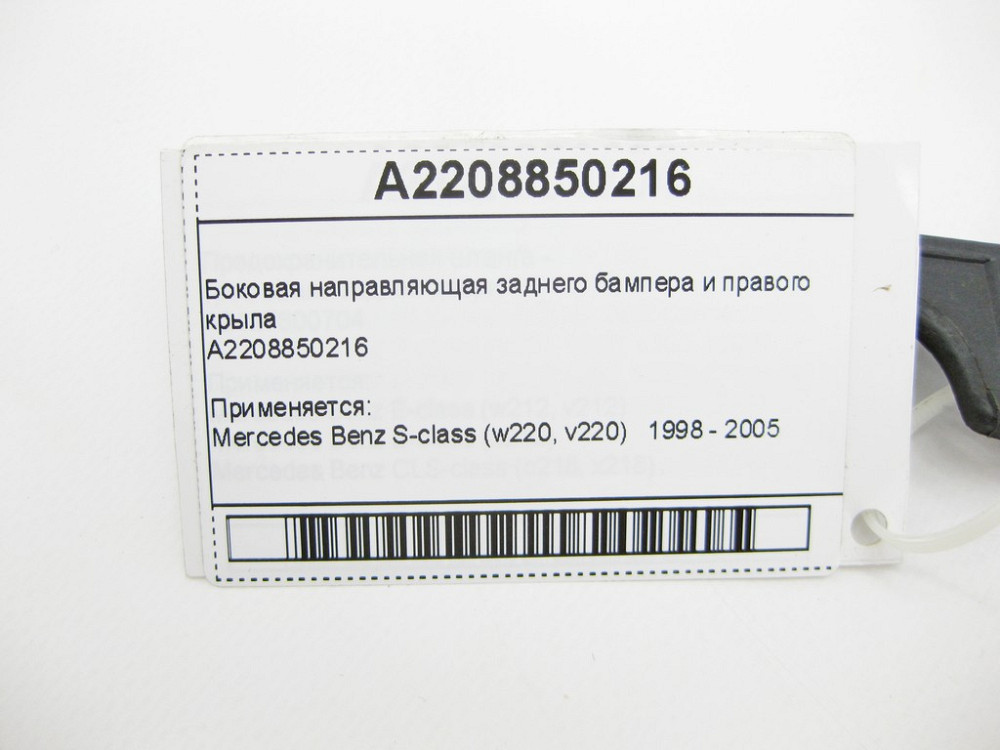 A2208850216
Боковая направляющая заднего бампера и правого
крыла
A2208850216
Применяется:
Mercedes Benz S-class (w220, v220) 1998 - 2005